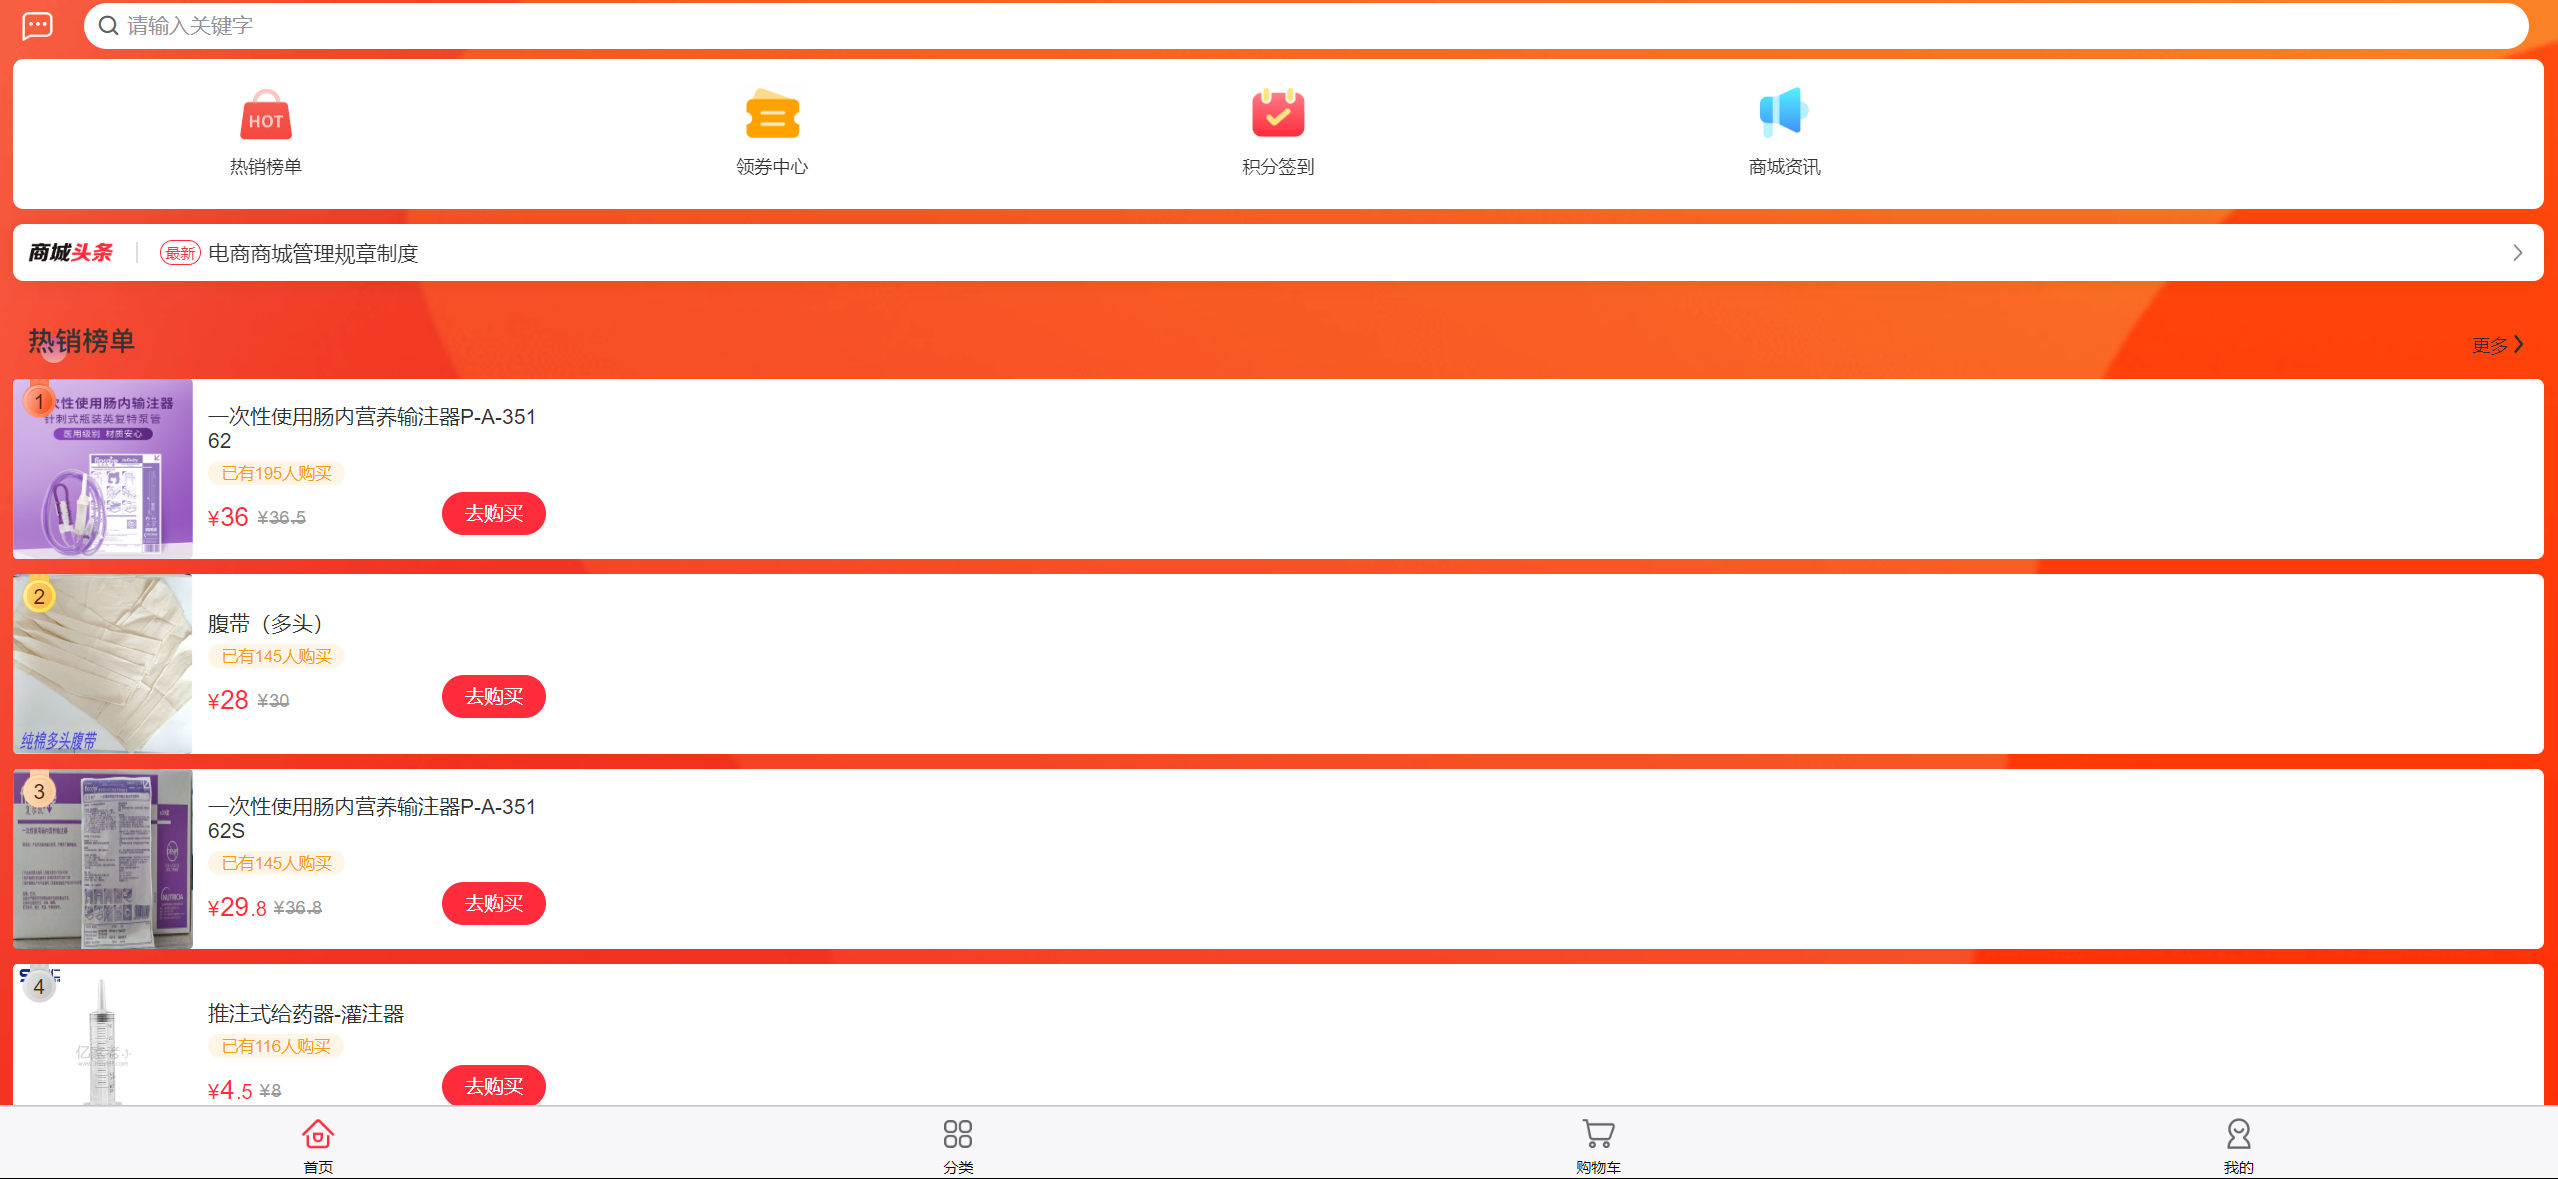 请输入关键字
HOT
热销榜单
领券中心
积分签到
商城资讯
商城头条
最新
电商商城管理规章制度
热销榜单
更多
1
次性使用肠内输注器
针刺式瓶装英复特泵管
医用级别 材质安心
一次性使用肠内营养输注器P-A-351
62
已有195人购买
¥36 ¥36.5
去购买
2
纯棉多头腹带
腹带（多头）
已有145人购买
¥28 ¥30
去购买
3
NUTRICIA
一次性使用肠内营养输注器P-A-351
62S
已有145人购买
¥29.8 ¥36.8
去购买
4
推注式给药器-灌注器
已有116人购买
¥4.5 ¥8
去购买
首页
分类
购物车
我的